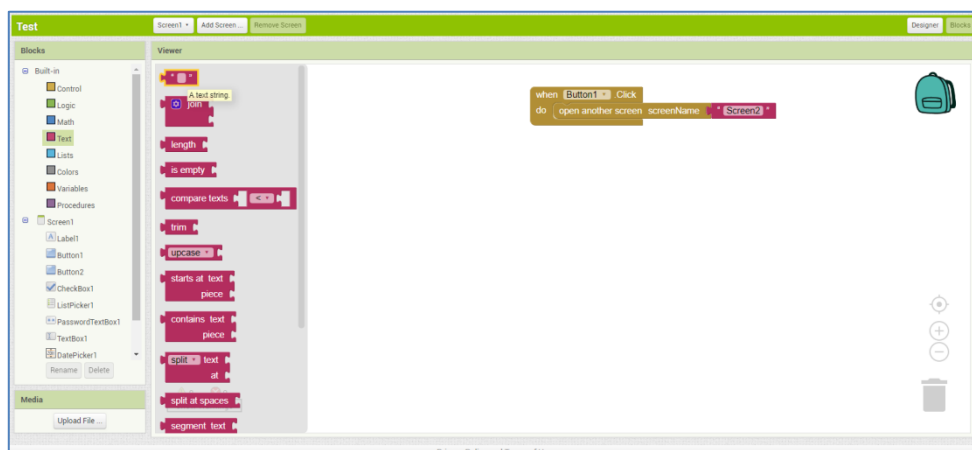 Test
Screen1
Add Screen ...
Remove Screen
Designer
Blocks
Blocks
Viewer
Built-in
Control
Logic
Math
Text
Lists
Colors
Variables
Procedures
Screen1
Label1
Button1
Button2
CheckBox1
ListPicker1
PasswordTextBox1
TextBox1
DatePicker1
Rename
Delete
Media
Upload File ...
" "
A text string.
join
length
is empty
compare texts <
trim
upcase
starts at text
piece
contains text
piece
split text
at
split at spaces
segment text
when Button1 .Click
do open another screen screenName " Screen2 "